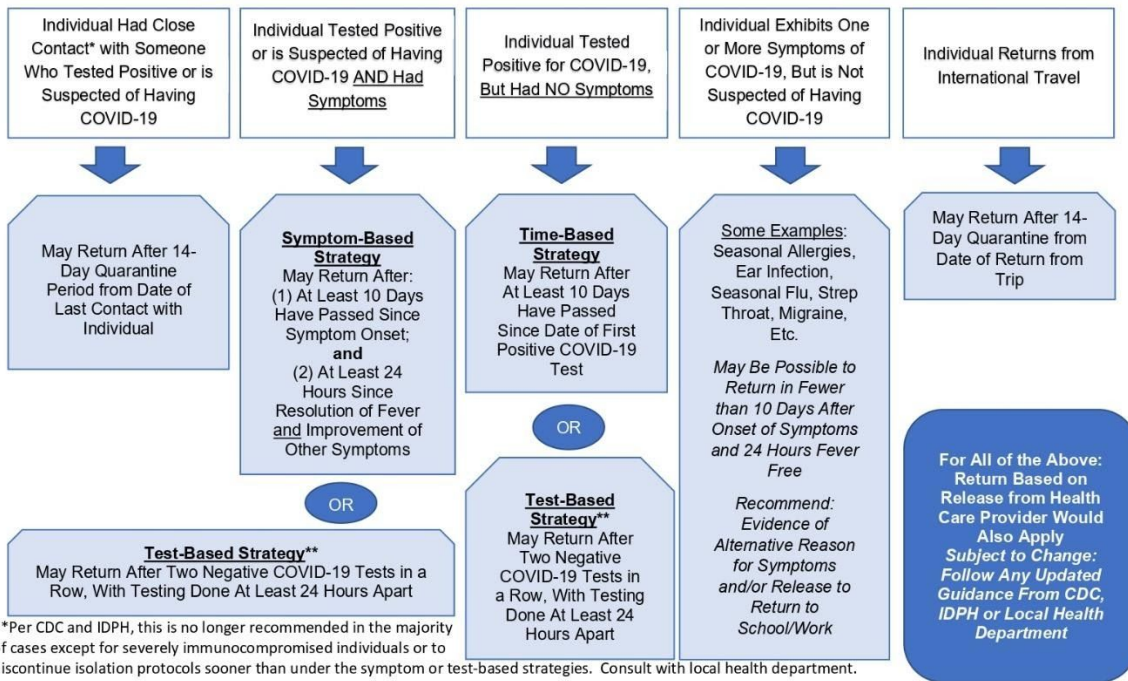 Individual Had Close
Contact* with Someone
Who Tested Positive or is
Suspected of Having
COVID-19
Individual Tested Positive
or is Suspected of Having
COVID-19 AND Had
Symptoms
Individual Tested
Positive for COVID-19,
But Had NO Symptoms
Individual Exhibits One
or More Symptoms of
COVID-19, But is Not
Suspected of Having
COVID-19
Individual Returns from
International Travel
May Return After 14-
Day Quarantine
Period from Date of
Last Contact with
Individual
Symptom-Based
Strategy
May Return After:
(1) At Least 10 Days
Have Passed Since
Symptom Onset;
and
(2) At Least 24
Hours Since
Resolution of Fever
and Improvement of
Other Symptoms
OR
Test-Based Strategy**
May Return After Two Negative COVID-19 Tests in a
Row, With Testing Done At Least 24 Hours Apart
Time-Based
Strategy
May Return After
At Least 10 Days
Have Passed
Since Date of First
Positive COVID-19
Test
OR
Test-Based
Strategy**
May Return After
Two Negative
COVID-19 Tests in
a Row, With Testing
Done At Least 24
Hours Apart
Some Examples:
Seasonal Allergies,
Ear Infection,
Seasonal Flu, Strep
Throat, Migraine,
Etc.
May Be Possible to
Return in Fewer
than 10 Days After
Onset of Symptoms
and 24 Hours Fever
Free
Recommend:
Evidence of
Alternative Reason
for Symptoms
and/or Release to
Return to
School/Work
May Return After 14-
Day Quarantine from
Date of Return from
Trip
For All of the Above:
Return Based on
Release from Health
Care Provider Would
Also Apply
Subject to Change:
Follow Any Updated
Guidance From CDC,
IDPH or Local Health
Department
*Per CDC and IDPH, this is no longer recommended in the majority
f cases except for severely immunocompromised individuals or to
iscontinue isolation protocols sooner than under the symptom or test-based strategies. Consult with local health department.